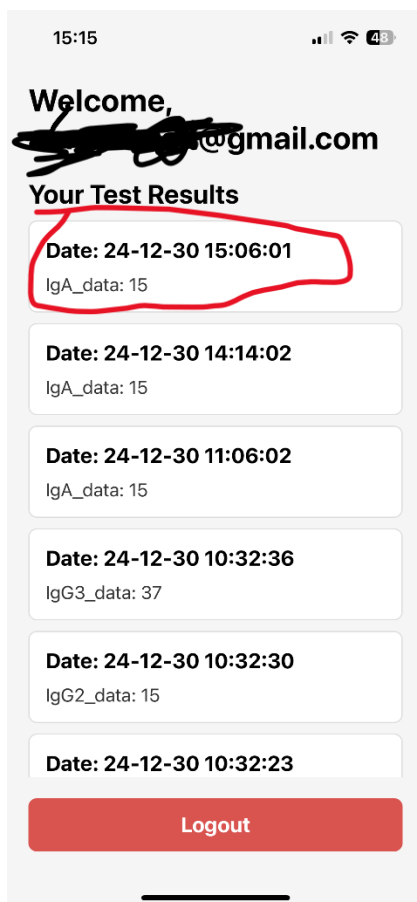 15:15
48
Welcome,
@gmail.com
Your Test Results
Date: 24-12-30 15:06:01
IgA_data: 15
Date: 24-12-30 14:14:02
IgA_data: 15
Date: 24-12-30 11:06:02
IgA_data: 15
Date: 24-12-30 10:32:36
IgG3_data: 37
Date: 24-12-30 10:32:30
IgG2_data: 15
Date: 24-12-30 10:32:23
Logout